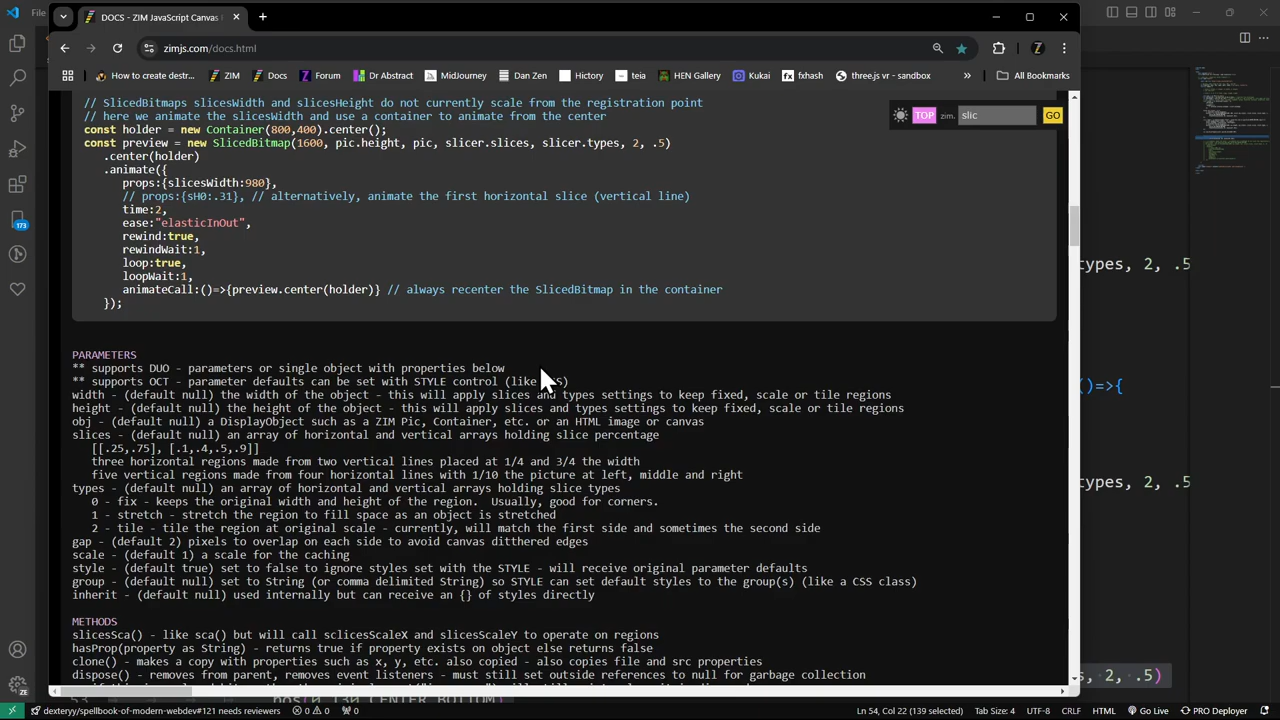 File
DOCS - ZIM JavaScript Canvas
zimjs.com/docs.html
How to create destr...
ZIM
Docs
Forum
Dr Abstract
MidJourney
Dan Zen
Hictory
teia
HEN Gallery
Kukai
fxhash
three.js vr - sandbox
All Bookmarks
// SlicedBitmaps slicesWidth and slicesHeight do not currently scale from the registration point
// here we animate the slicesWidth and use a container to animate from the center
TOP zim. slic GO
const holder = new Container(800,400).center();
const preview = new SlicedBitmap(1600, pic.height, pic, slicer.slices, slicer.types, 2, .5)
.center(holder)
.animate({
props:{slicesWidth:980},
// props:{sH0:.31}, // alternatively, animate the first horizontal slice (vertical line)
time:2,
ease:"elasticInOut",
rewind:true,
rewindWait:1,
loop:true,
loopWait:1,
animateCall:()=>{preview.center(holder)} // always recenter the SlicedBitmap in the container
});
types, 2, .5
()=>{
types, 2, .5
s, 2, .5)
PARAMETERS
** supports DUO - parameters or single object with properties below
** supports OCT - parameter defaults can be set with STYLE control (like S)
width - (default null) the width of the object - this will apply slices and types settings to keep fixed, scale or tile regions
height - (default null) the height of the object - this will apply slices and types settings to keep fixed, scale or tile regions
obj - (default null) a DisplayObject such as a ZIM Pic, Container, etc. or an HTML image or canvas
slices - (default null) an array of horizontal and vertical arrays holding slice percentage
[[.25,.75], [.1,.4,.5,.9]]
three horizontal regions made from two vertical lines placed at 1/4 and 3/4 the width
five vertical regions made from four horizontal lines with 1/10 the picture at left, middle and right
types - (default null) an array of horizontal and vertical arrays holding slice types
0 - fix - keeps the original width and height of the region.  Usually, good for corners.
1 - stretch - stretch the region to fill space as an object is stretched
2 - tile - tile the region at original scale - currently, will match the first side and sometimes the second side
gap - (default 2) pixels to overlap on each side to avoid canvas ditthered edges
scale - (default 1) a scale for the caching
style - (default true) set to false to ignore styles set with the STYLE - will receive original parameter defaults
group - (default null) set to String (or comma delimited String) so STYLE can set default styles to the group(s) (like a CSS class)
inherit - (default null) used internally but can receive an {} of styles directly
METHODS
slicesSca() - like sca() but will call sclicesScaleX and slicesScaleY to operate on regions
hasProp(property as String) - returns true if property exists on object else returns false
clone() - makes a copy with properties such as x, y, etc. also copied - also copies file and src properties
dispose() - removes from parent, removes event listeners - must still set outside references to null for garbage collection
173
dexteryy/spellbook-of-modern-webdev#121 needs reviewers
0 0
0
Ln 54, Col 22 (139 selected)
Tab Size: 4
UTF-8
CRLF
HTML
Go Live
PRO Deployer